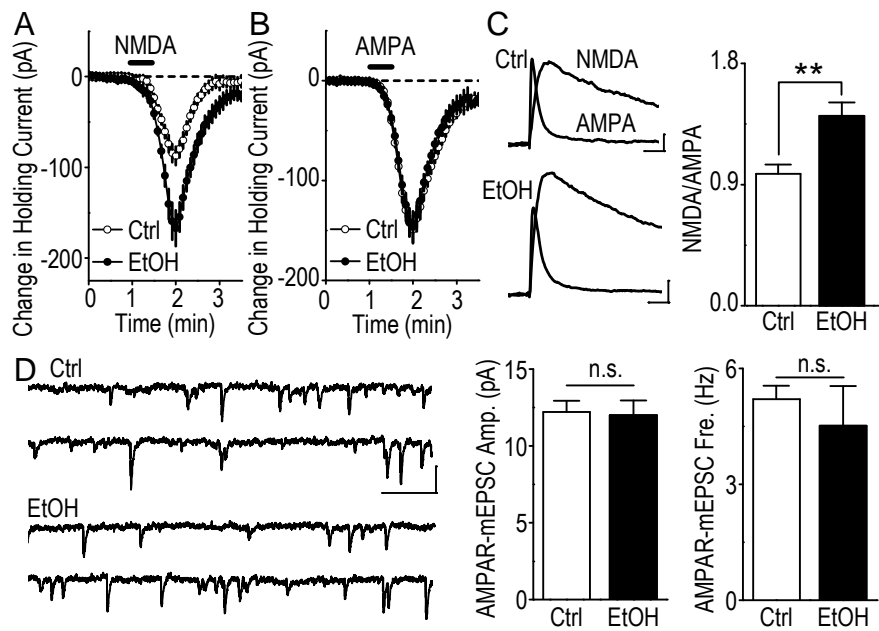 A
NMDA
Change in Holding Current (pA)
0
-100
-200
Ctrl
EtOH
0
1
2
3
Time (min)
B
AMPA
Change in Holding Current (pA)
0
-100
-200
Ctrl
EtOH
0
1
2
3
Time (min)
C
Ctrl
NMDA
AMPA
EtOH
NMDA/AMPA
1.8
0.9
0.0
**
Ctrl
EtOH
D
Ctrl
EtOH
AMPAR-mEPSC Amp. (pA)
15
10
5
0
n.s.
Ctrl
EtOH
AMPAR-mEPSC Fre. (Hz)
6
3
0
n.s.
Ctrl
EtOH